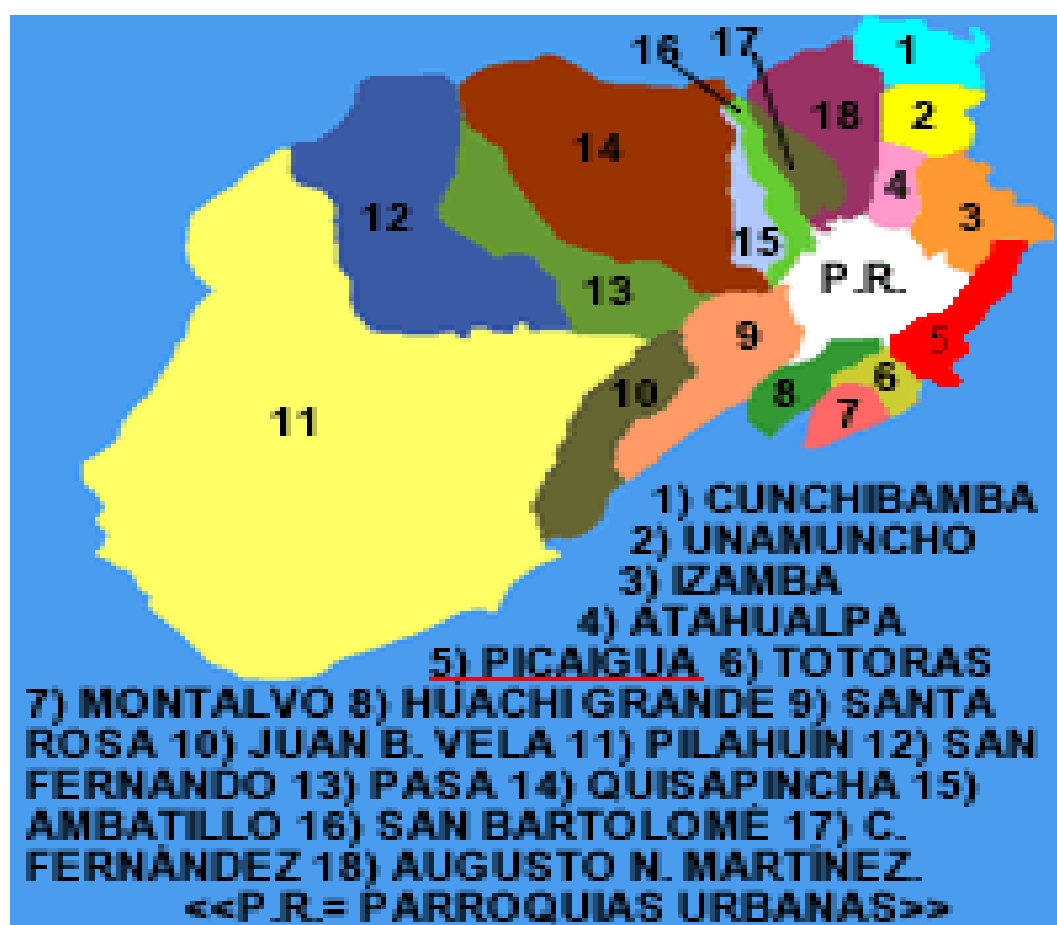 16
17
1
18
2
14
4
12
15
3
P.R.
13
9
5
10
8
6
7
11
1) CUNCHIBAMBA
2) UNAMUNCHO
3) IZAMBA
4) ATAHUALPA
5) PICAIGUA 6) TOTORAS
7) MONTALVO 8) HUACHI GRANDE 9) SANTA
ROSA 10) JUAN B. VELA 11) PILAHUÍN 12) SAN
FERNANDO 13) PASA 14) QUISAPINCHA 15)
AMBATILLO 16) SAN BARTOLOMÉ 17) C.
FERNÁNDEZ 18) AUGUSTO N. MARTÍNEZ.
<<P.R.= PARROQUIAS URBANAS>>